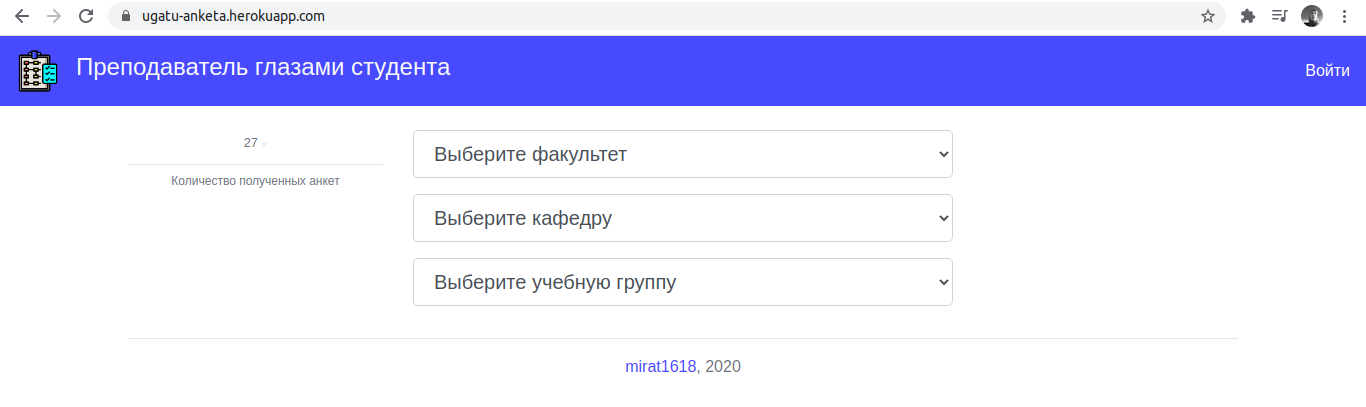 ugatu-anketa.herokuapp.com
Преподаватель глазами студента
Войти
27
Количество полученных анкет
Выберите факультет
Выберите кафедру
Выберите учебную группу
mirat1618, 2020